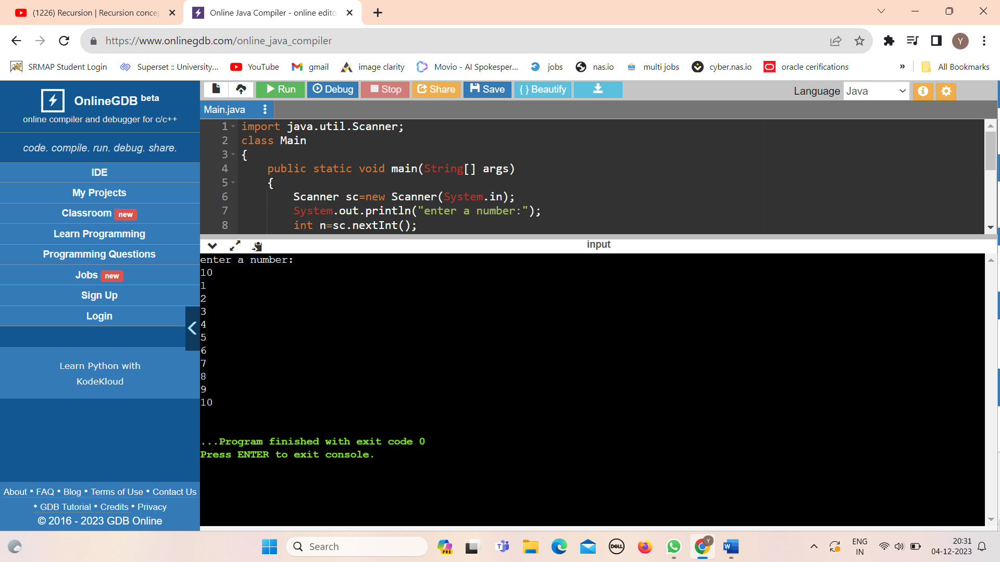 (1226) Recursion | Recursion conce
Online Java Compiler - online edito
https://www.onlinegdb.com/online_java_compiler
Y
SRMAP Student Login
Superset :: University...
YouTube
gmail
image clarity
Movio - AI Spokesper...
jobs
nas.io
multi jobs
cyber.nas.io
oracle cerifications
»
All Bookmarks
OnlineGDB beta
online compiler and debugger for c/c++
code. compile. run. debug. share.
IDE
My Projects
Classroom new
Learn Programming
Programming Questions
Jobs new
Sign Up
Login
Learn Python with
KodeKloud
About • FAQ • Blog • Terms of Use • Contact Us
• GDB Tutorial • Credits • Privacy
© 2016 - 2023 GDB Online
Run
Debug
Stop
Share
Save
{ } Beautify
Language Java
Main.java
1 import java.util.Scanner;
2 class Main
3 {
4 public static void main(String[] args)
5 {
6 Scanner sc=new Scanner(System.in);
7 System.out.println("enter a number:");
8 int n=sc.nextInt();
input
enter a number:
10
1
2
3
4
5
6
7
8
9
10
...Program finished with exit code 0
Press ENTER to exit console.
Search
PRE
DELL
Y
W
ENG
IN
20:31
04-12-2023